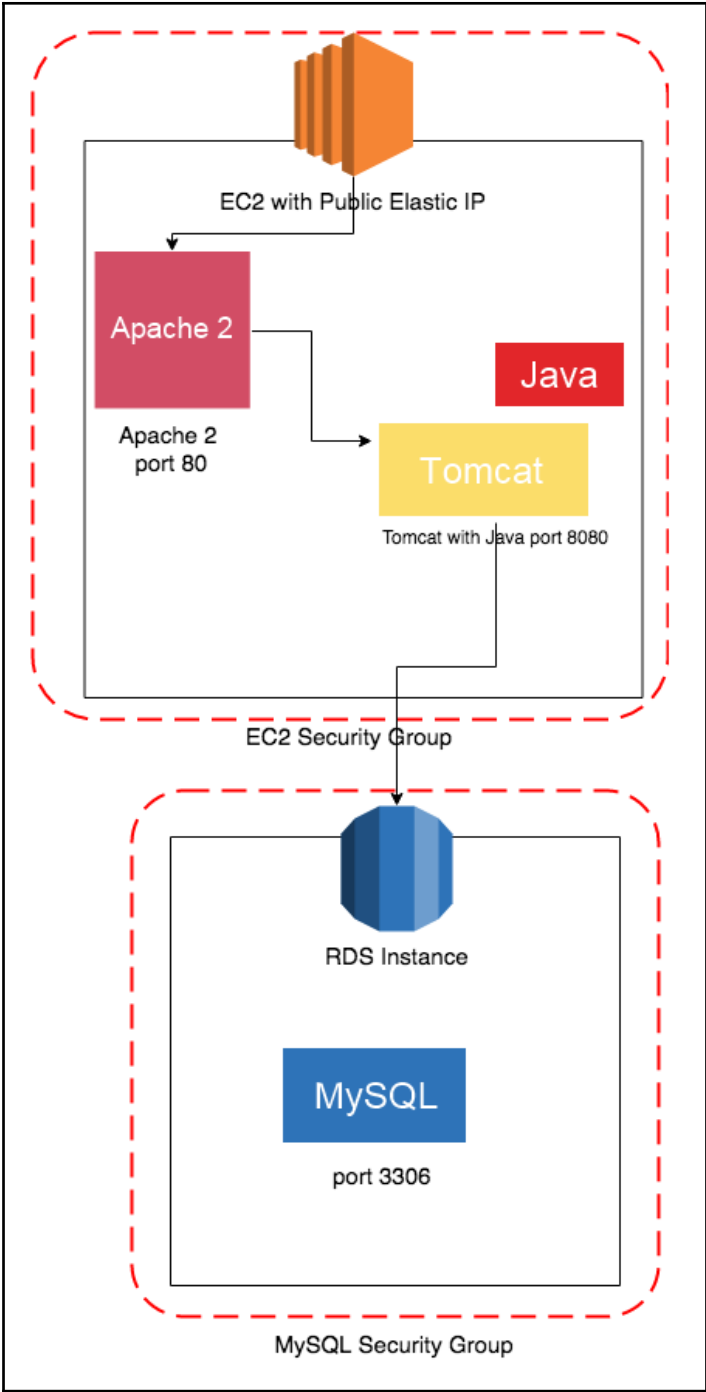 EC2 with Public Elastic IP
Apache 2
Apache 2
port 80
Java
Tomcat
Tomcat with Java port 8080
EC2 Security Group
RDS Instance
MySQL
port 3306
MySQL Security Group